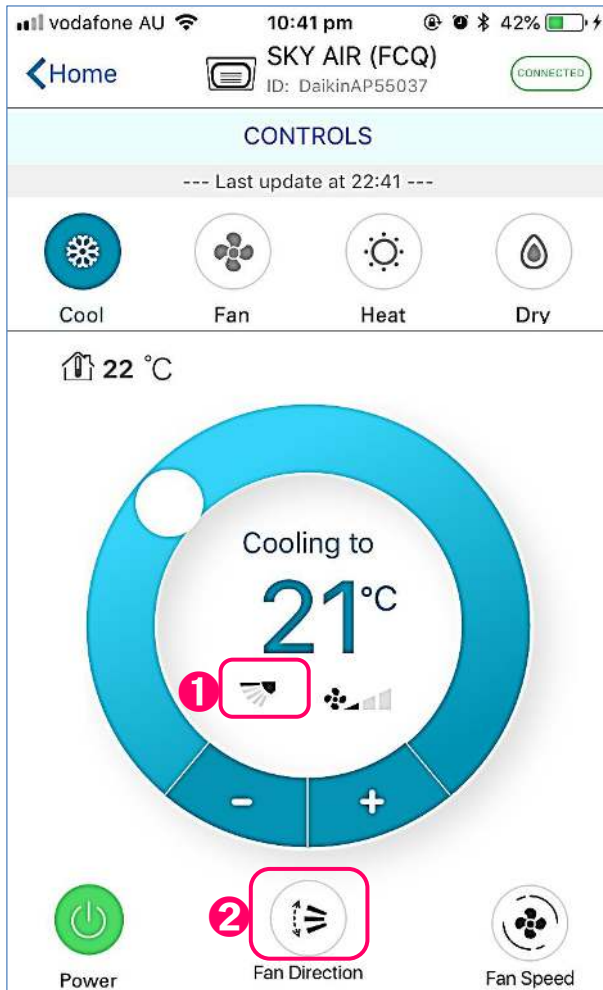 vodafone AU 10:41 pm 42%
Home
SKY AIR (FCQ)
ID: DaikinAP55037
CONNECTED
CONTROLS
--- Last update at 22:41 ---
Cool Fan Heat Dry
22 °C
Cooling to
21°C
1
- +
2
Power Fan Direction Fan Speed